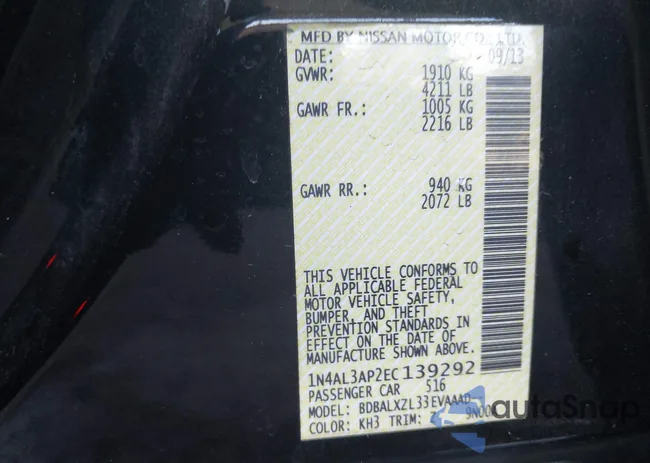 MFD BY NISSAN MOTOR CO., LTD.
DATE: 09/13
GVWR: 1910 KG
4211 LB
GAWR FR.: 1005 KG
2216 LB
GAWR RR.: 940 KG
2072 LB
THIS VEHICLE CONFORMS TO
ALL APPLICABLE FEDERAL
MOTOR VEHICLE SAFETY,
BUMPER, AND THEFT
PREVENTION STANDARDS IN
EFFECT ON THE DATE OF
MANUFACTURE SHOWN ABOVE.
1N4AL3AP2EC139292
PASSENGER CAR 516
MODEL: BDBALXZL33EVAAAD
COLOR: KH3 TRIM:
autoSnap